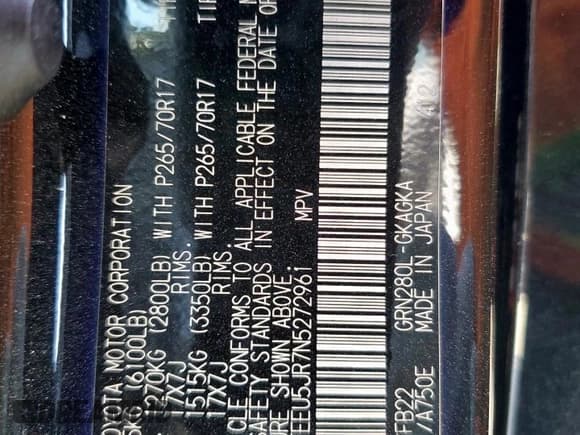 OYOTA MOTOR CORPORATION
5KG (6100LB)
1270KG (2800LB) WITH P265/70R17
17X7J RIMS.
1515KG (3350LB) WITH P265/70R17
17X7J RIMS.
CLE CONFORMS TO ALL APPLICABLE FEDERAL
SAFETY STANDARDS IN EFFECT ON THE DATE OF
URE SHOWN ABOVE.
EU5JR7N5272961 MPV
FB22 GRN280L-GKAGKA
/A750E MADE IN JAPAN